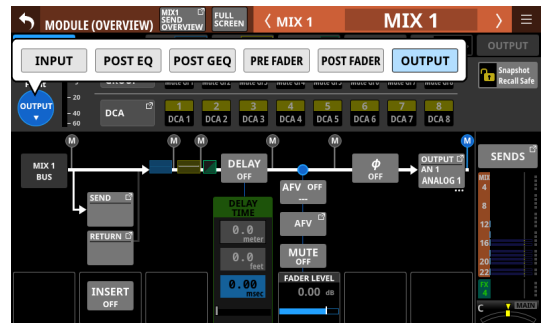 MODULE (OVERVIEW)
MIX1
SEND
OVERVIEW
FULL
SCREEN
MIX 1
MIX 1
OUTPUT
INPUT
POST EQ
POST GEQ
PRE FADER
POST FADER
OUTPUT
Snapshot
Recall Safe
OUTPUT
- 20
- 40
- 60
DCA
1
DCA 1
2
DCA 2
3
DCA 3
4
DCA 4
5
DCA 5
6
DCA 6
7
DCA 7
8
DCA 8
M
M
M
M
M
M
MIX 1
BUS
DELAY
OFF
ϕ
OFF
OUTPUT
AN 1
ANALOG 1
...
SENDS
SEND
RETURN
INSERT
OFF
DELAY
TIME
0.0
meter
0.0
feet
0.00
msec
AFV OFF
---
AFV
MUTE
OFF
FADER LEVEL
0.00 dB
MIX
4
8
12
16
20
22
FX
4
C
MAIN